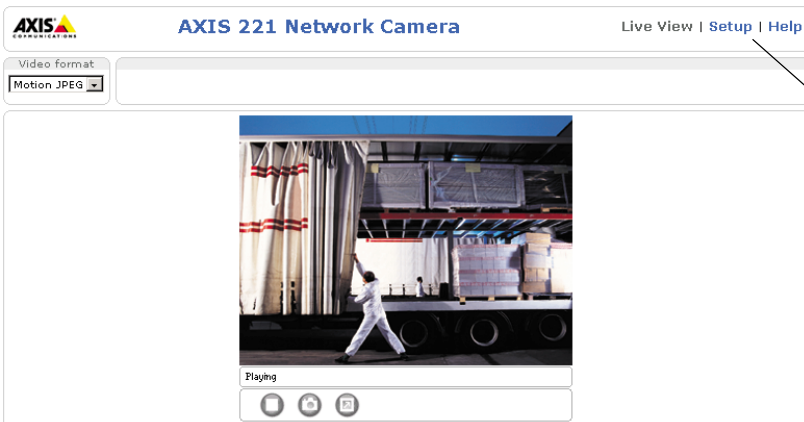 AXIS
COMMUNICATIONS
AXIS 221 Network Camera
Live View | Setup | Help
Video format
Motion JPEG
Playing